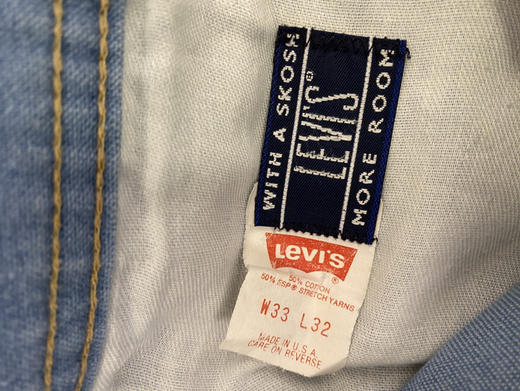 WITH A SKOSH
LEVI'S®
MORE ROOM
LEVI'S
®
50% COTTON
50% ESP® STRETCH YARNS
W33 L32
MADE IN U.S.A.
CARE ON REVERSE